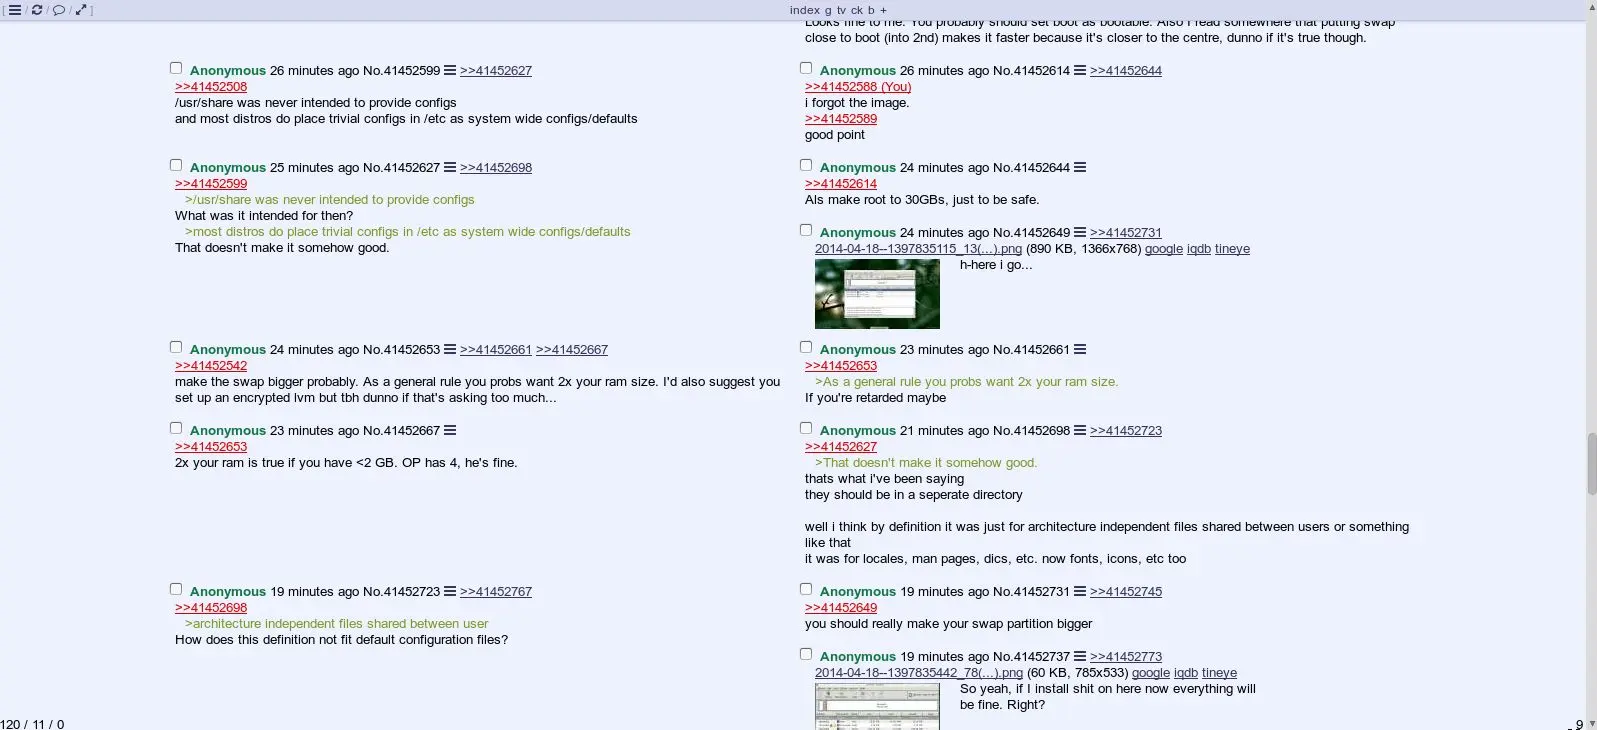 [ / / / ]
index g tv ck b +
Looks fine to me. You probably should set boot as bootable. Also I read somewhere that putting swap
close to boot (into 2nd) makes it faster because it's closer to the centre, dunno if it's true though.
Anonymous 26 minutes ago No.41452599 >>41452627
>>41452508
/usr/share was never intended to provide configs
and most distros do place trivial configs in /etc as system wide configs/defaults
Anonymous 26 minutes ago No.41452614 >>41452644
>>41452588 (You)
i forgot the image.
>>41452589
good point
Anonymous 25 minutes ago No.41452627 >>41452698
>>41452599
>/usr/share was never intended to provide configs
What was it intended for then?
>most distros do place trivial configs in /etc as system wide configs/defaults
That doesn't make it somehow good.
Anonymous 24 minutes ago No.41452644
>>41452614
Als make root to 30GBs, just to be safe.
Anonymous 24 minutes ago No.41452649 >>41452731
2014-04-18--1397835115_13(...).png (890 KB, 1366x768) google iqdb tineye
h-here i go...
Anonymous 24 minutes ago No.41452653 >>41452661 >>41452667
>>41452542
make the swap bigger probably. As a general rule you probs want 2x your ram size. I'd also suggest you
set up an encrypted lvm but tbh dunno if that's asking too much...
Anonymous 23 minutes ago No.41452661
>>41452653
>As a general rule you probs want 2x your ram size.
If you're retarded maybe
Anonymous 23 minutes ago No.41452667
>>41452653
2x your ram is true if you have <2 GB. OP has 4, he's fine.
Anonymous 21 minutes ago No.41452698 >>41452723
>>41452627
>That doesn't make it somehow good.
thats what i've been saying
they should be in a seperate directory
well i think by definition it was just for architecture independent files shared between users or something
like that
it was for locales, man pages, dics, etc. now fonts, icons, etc too
Anonymous 19 minutes ago No.41452723 >>41452767
>>41452698
>architecture independent files shared between user
How does this definition not fit default configuration files?
Anonymous 19 minutes ago No.41452731 >>41452745
>>41452649
you should really make your swap partition bigger
Anonymous 19 minutes ago No.41452737 >>41452773
2014-04-18--1397835442_78(...).png (60 KB, 785x533) google iqdb tineye
So yeah, if I install shit on here now everything will
be fine. Right?
120 / 11 / 0
9